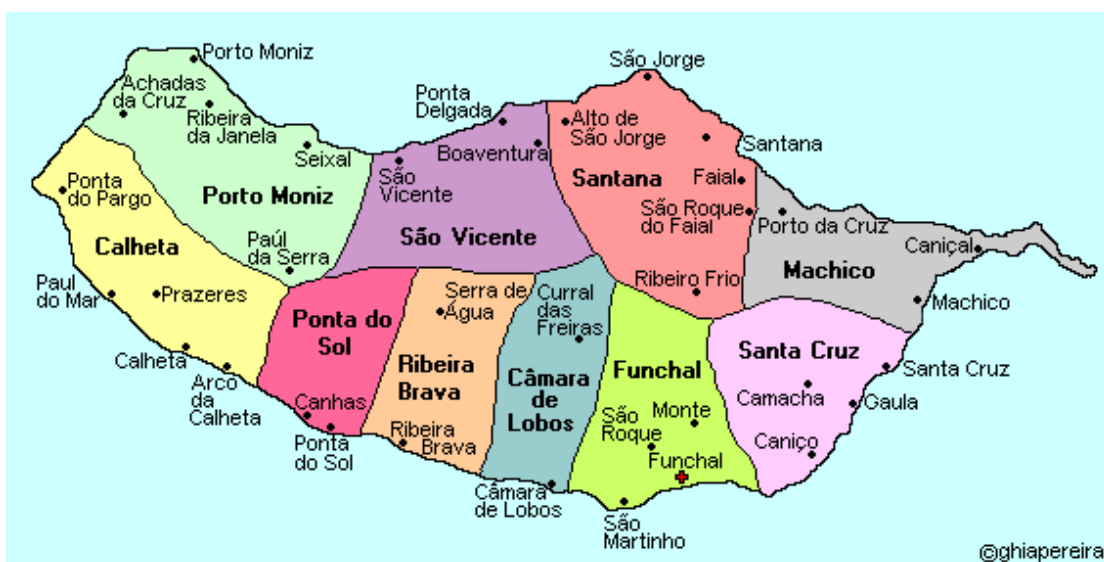 Porto Moniz
Achadas
da Cruz
Ribeira
da Janela
Seixal
Porto Moniz
Paúl
da Serra
Ponta
do Pargo
Calheta
Paul
do Mar
Prazeres
Calheta
Arco
da
Calheta
Ponta
Delgada
Boaventura
São
Vicente
São Vicente
São Jorge
Alto de
São Jorge
Santana
Santana
Faial
São Roque
do Faial
Ribeiro Frio
Porto da Cruz
Caniçal
Machico
Machico
Ponta do
Sol
Canhas
Ponta
do Sol
Serra de
Água
Ribeira
Brava
Ribeira
Brava
Curral
das
Freiras
Câmara
de
Lobos
Câmara
de Lobos
Funchal
Monte
São
Roque
Funchal
São
Martinho
Santa Cruz
Santa Cruz
Camacha
Gaula
Caniço
©ghiapereira